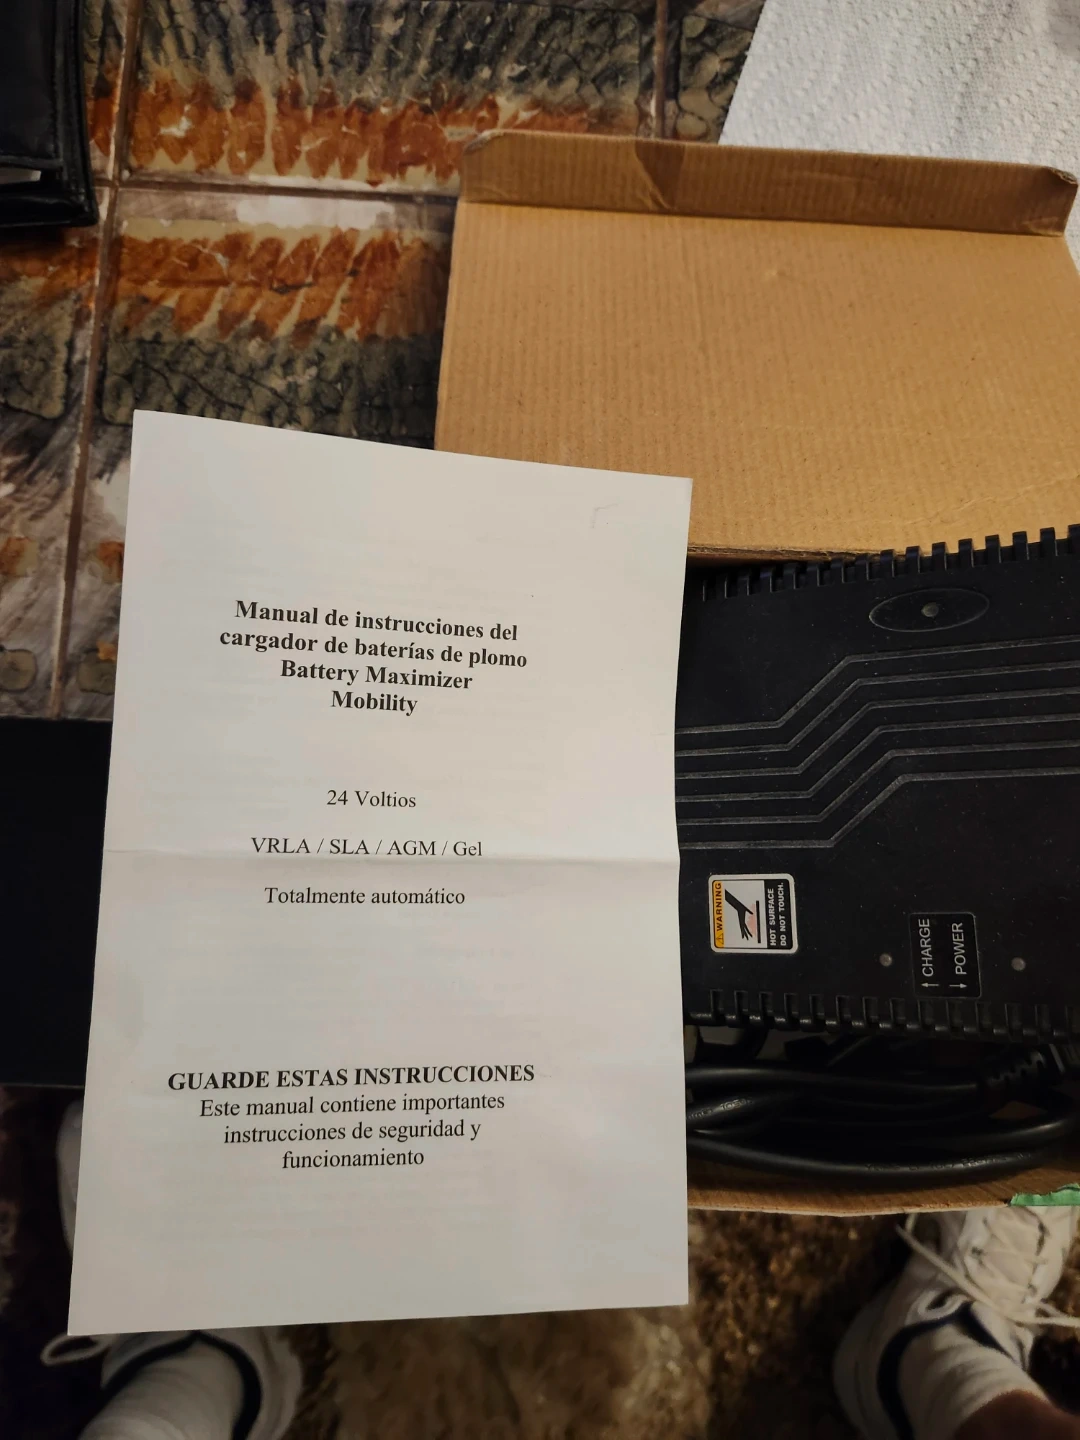 Manual de instrucciones del
cargador de baterías de plomo
Battery Maximizer
Mobility
24 Voltios
VRLA / SLA / AGM / Gel
Totalmente automático
GUARDE ESTAS INSTRUCCIONES
Este manual contiene importantes
instrucciones de seguridad y
funcionamiento
WARNING
HOT SURFACE
DO NOT TOUCH.
CHARGE
POWER